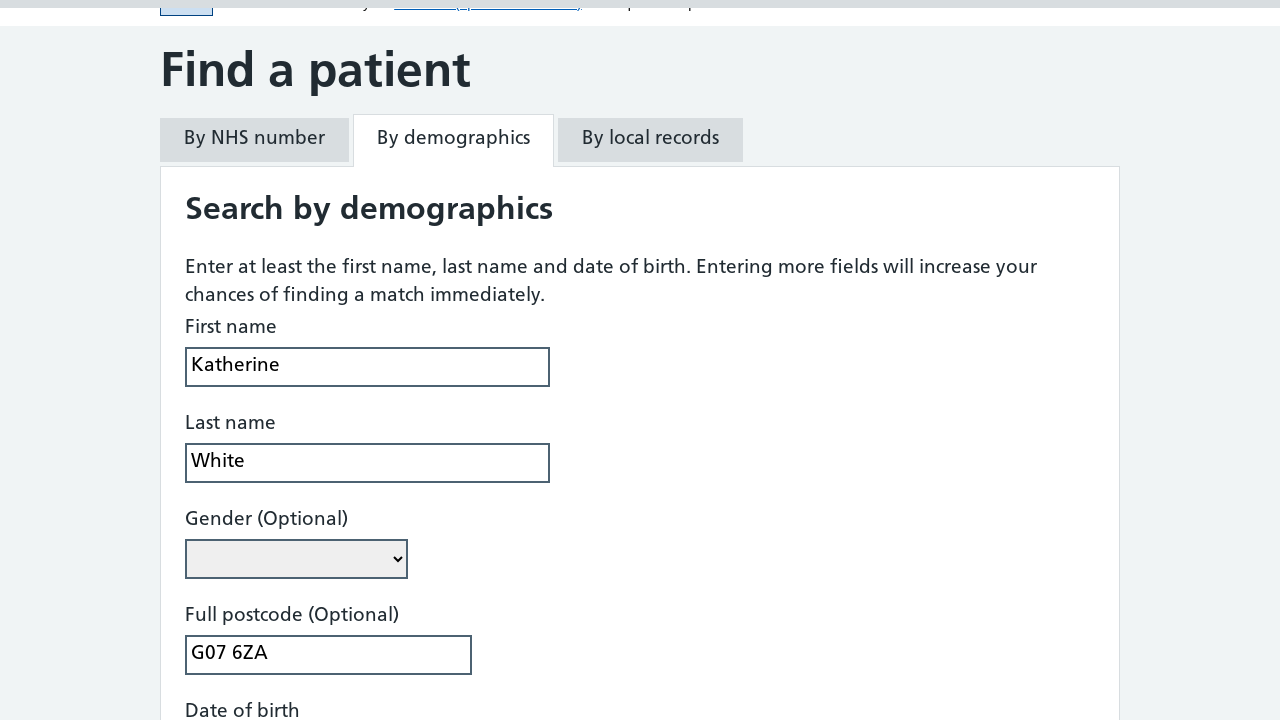 Find a patient
By NHS number
By demographics
By local records
Search by demographics
Enter at least the first name, last name and date of birth. Entering more fields will increase your
chances of finding a match immediately.
First name
Katherine
Last name
White
Gender (Optional)
Full postcode (Optional)
G07 6ZA
Date of birth